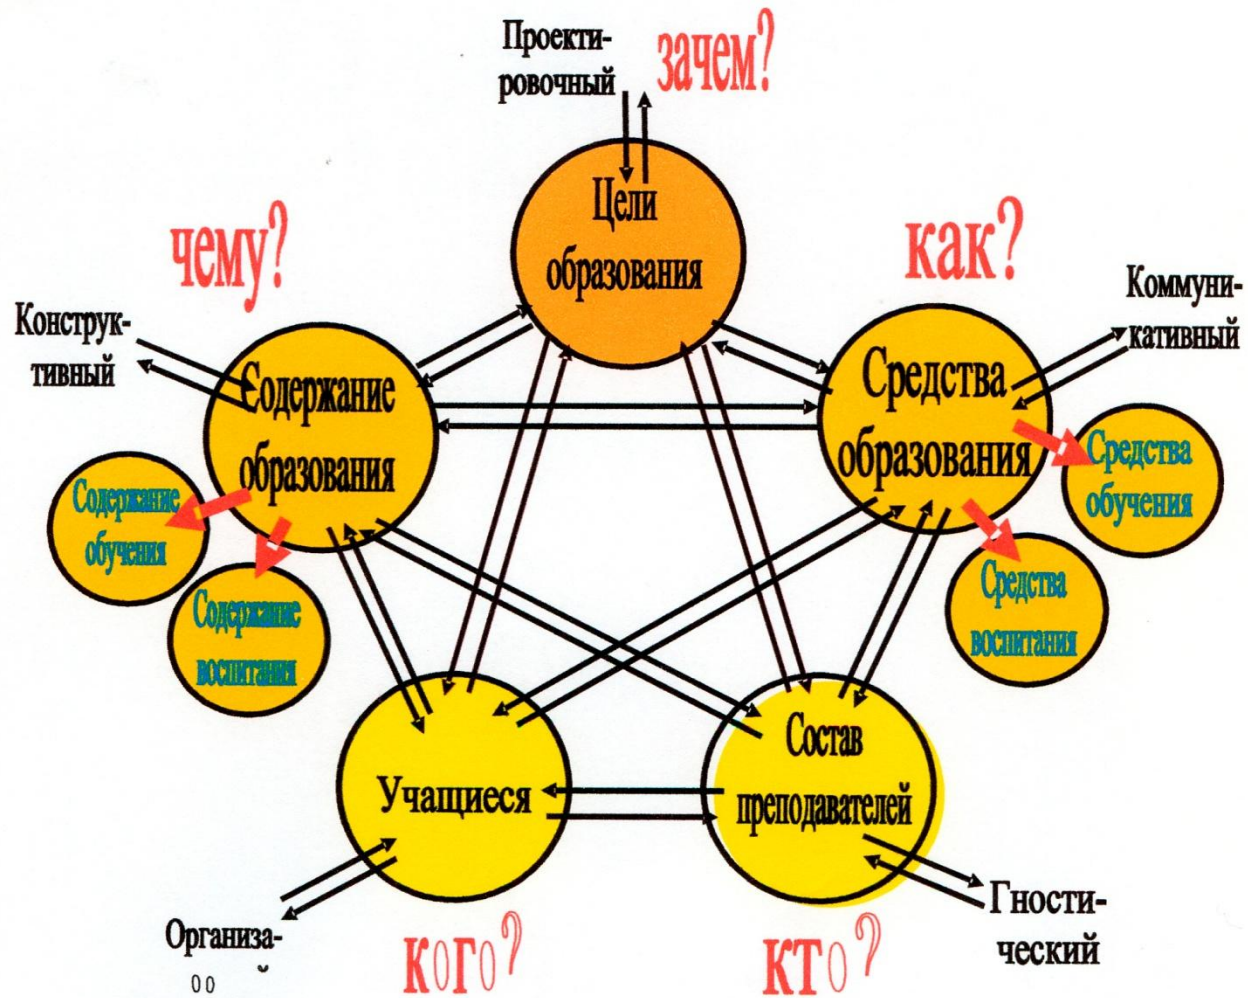 Проекти-
ровочный
зачем?
Цели
образования
чему?
как?
Конструк-
тивный
Коммуни-
кативный
Содержание
образования
Средства
образования
Содержание
обучения
Содержание
воспитания
Средства
обучения
Средства
воспитания
Учащиеся
Состав
преподавателей
Организа-
Гности-
ческий
кого?
кто?